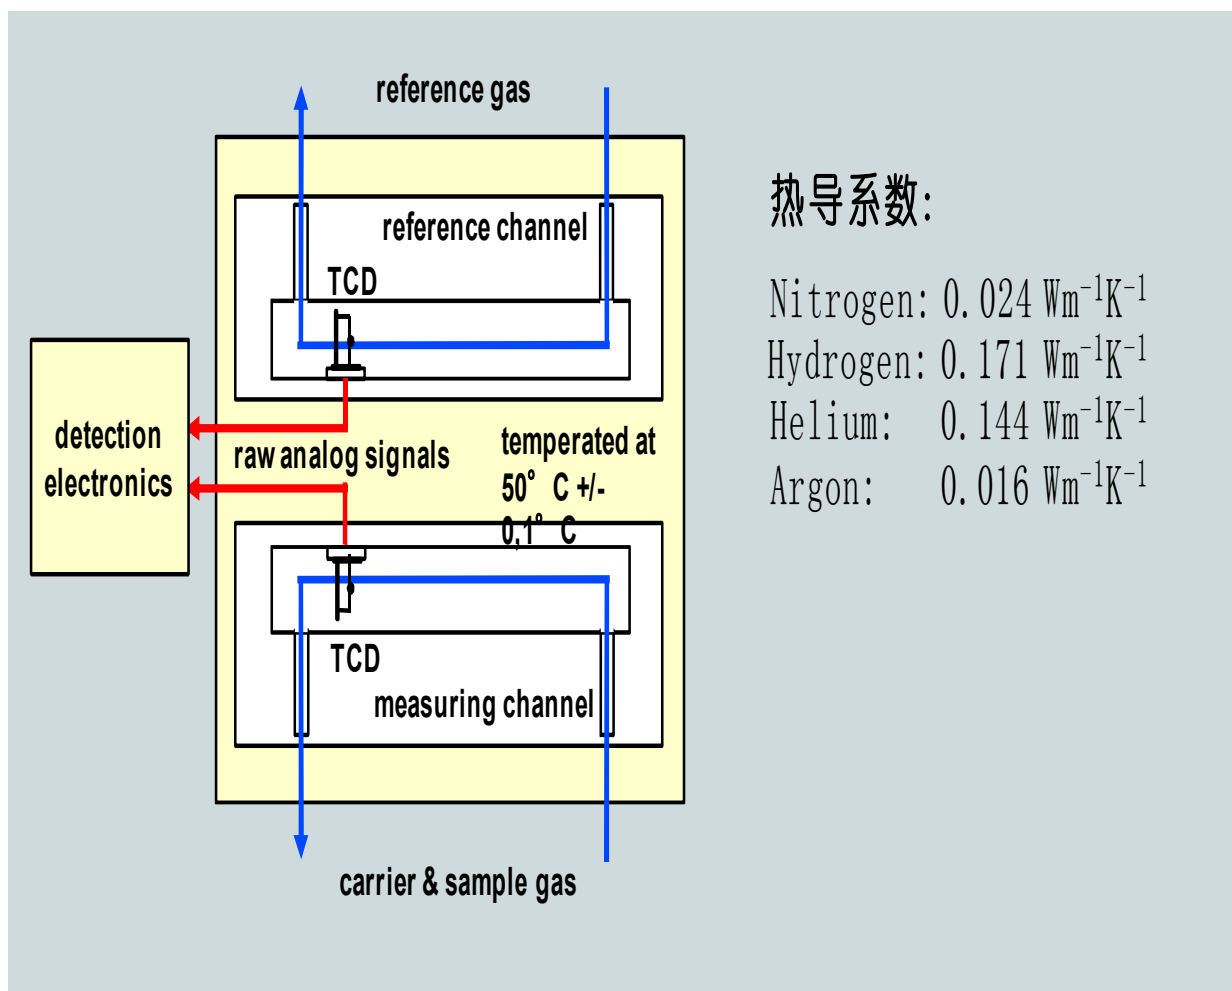 reference gas
reference channel
TCD
detection
electronics
raw analog signals
temperated at
50° C +/-
0,1° C
TCD
measuring channel
carrier & sample gas
热导系数:
Nitrogen: 0.024 Wm⁻¹K⁻¹
Hydrogen: 0.171 Wm⁻¹K⁻¹
Helium: 0.144 Wm⁻¹K⁻¹
Argon: 0.016 Wm⁻¹K⁻¹